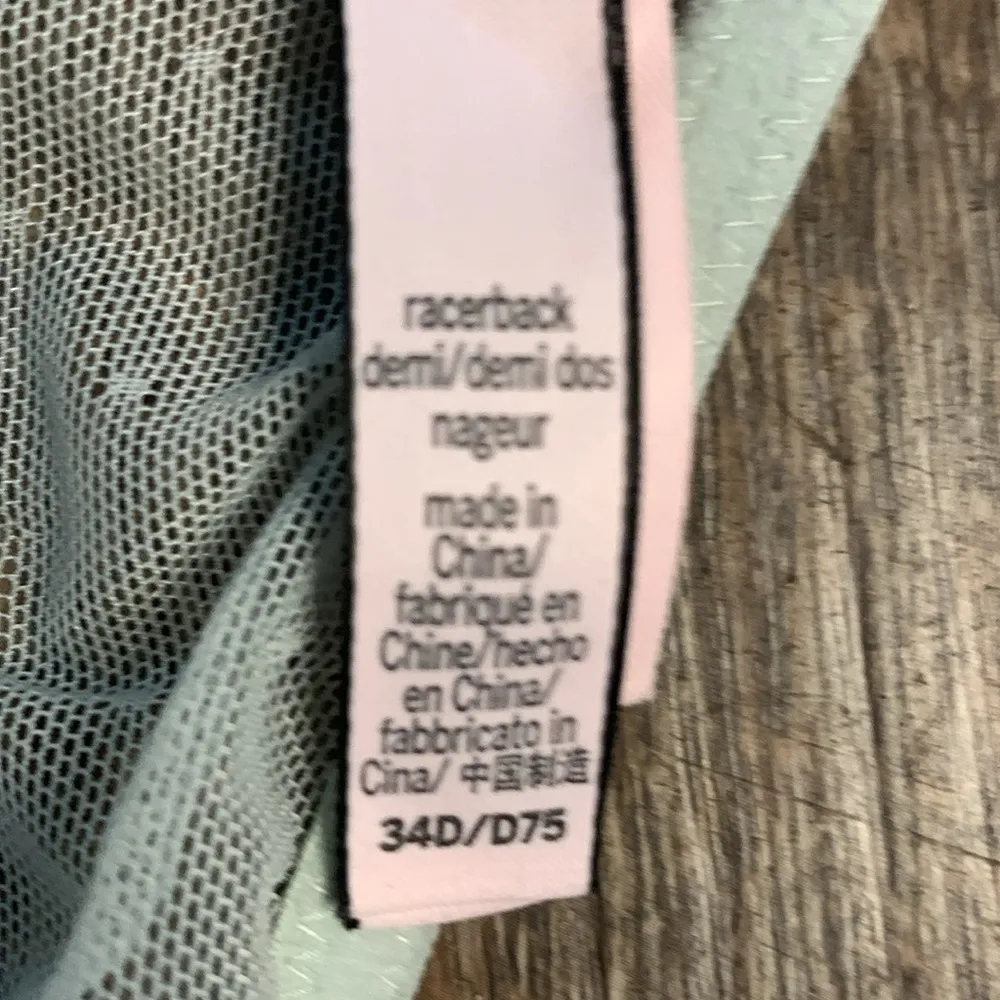 racerback
demi/demi dos
nageur
made in
China/
fabriqué en
Chine/hecho
en China/
fabbricato in
Cina/ 中国制造
34D/D75